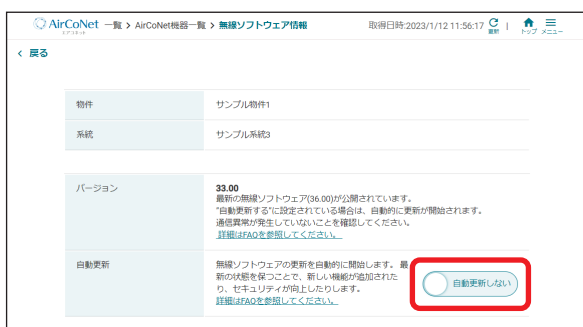 AirCoNet 一覧 > AirCoNet機器一覧 > 無線ソフトウェア情報 取得日時:2023/1/12 11:56:17 更新 | トップ メニュー
エアコネット
< 戻る
物件 サンプル物件1
系統 サンプル系統3
バージョン 33.00
最新の無線ソフトウェア(36.00)が公開されています。
"自動更新する"に設定されている場合は、自動的に更新が開始されます。
通信異常が発生していないことを確認してください。
詳細はFAQを参照してください。
自動更新 無線ソフトウェアの更新を自動的に開始します。 最
新の状態を保つことで、新しい機能が追加された
り、セキュリティが向上したりします。
詳細はFAQを参照してください。
自動更新しない